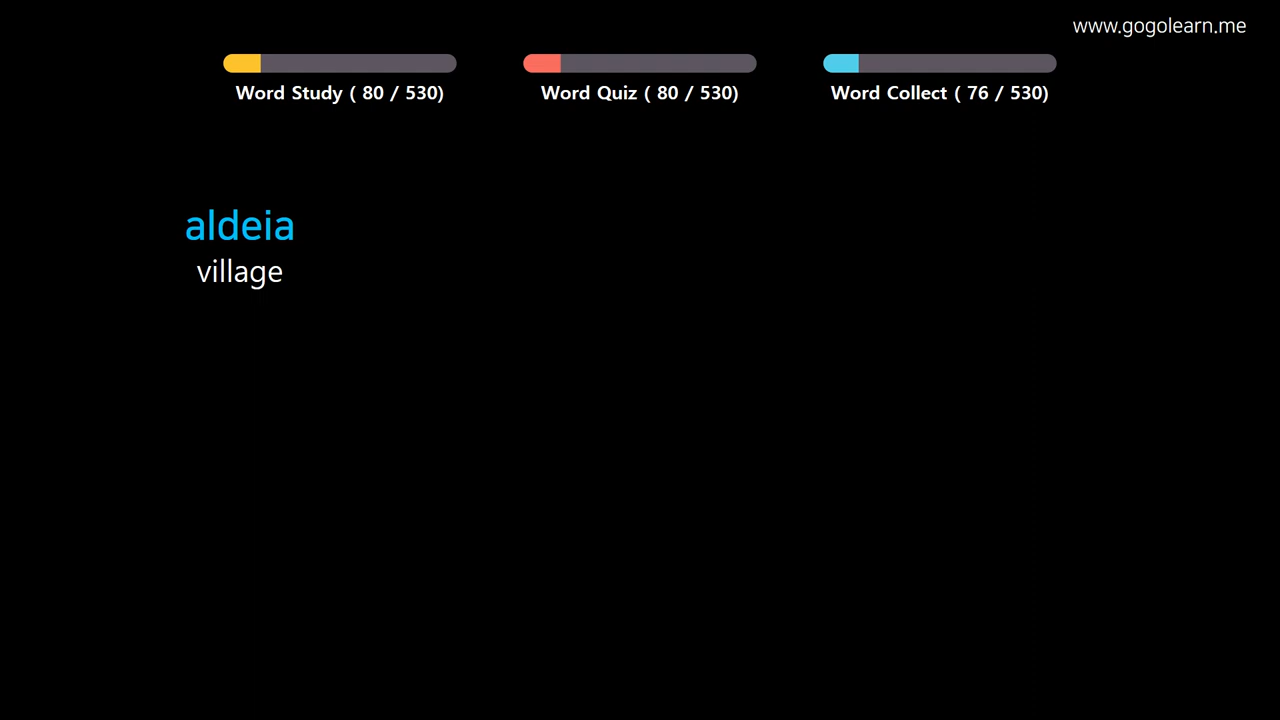 www.gogolearn.me
Word Study ( 80 / 530)
Word Quiz ( 80 / 530)
Word Collect ( 76 / 530)
aldeia
village